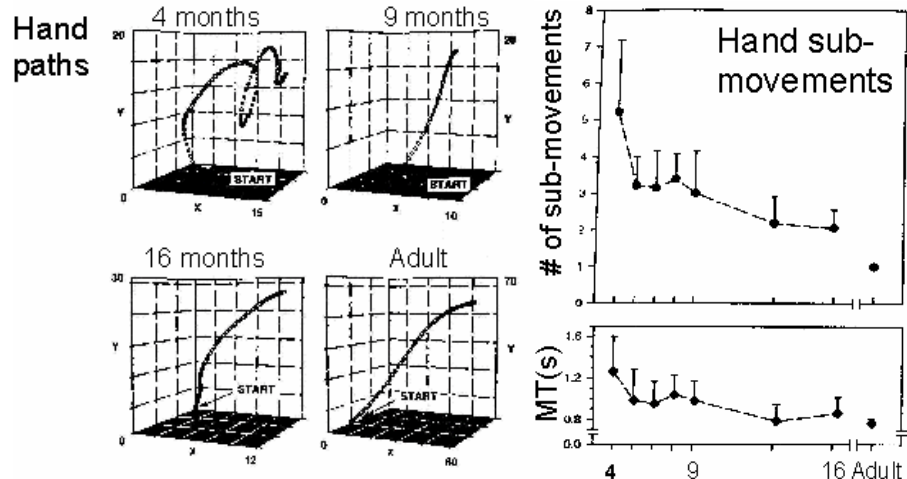 Hand
paths
4 months
20
Y
0
START
X
15
9 months
20
Y
START
0
X
10
16 months
30
Y
START
0
X
12
Adult
70
Y
START
0
X
60
Hand sub-
movements
# of sub-movements
8
7
6
5
4
3
2
1
0
MT(s)
1.6
1.2
0.8
0.0
4
9
16 Adult